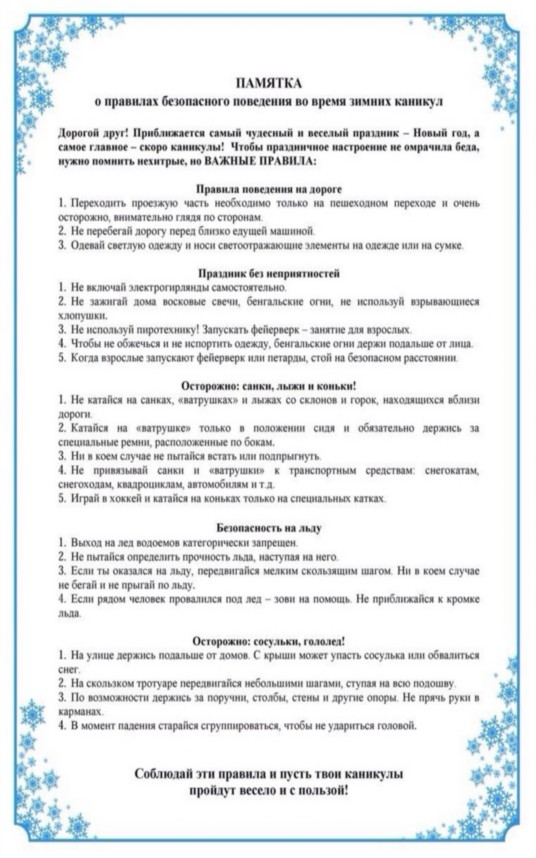 ПАМЯТКА
о правилах безопасного поведения во время зимних каникул
Дорогой друг! Приближается самый чудесный и веселый праздник – Новый год, а
самое главное – скоро каникулы! Чтобы праздничное настроение не омрачила беда,
нужно помнить нехитрые, но ВАЖНЫЕ ПРАВИЛА:
Правила поведения на дороге
1. Переходить проезжую часть необходимо только на пешеходном переходе и очень
осторожно, внимательно глядя по сторонам.
2. Не перебегай дорогу перед близко едущей машиной.
3. Одевай светлую одежду и носи светоотражающие элементы на одежде или на сумке.
Праздник без неприятностей
1. Не включай электрогирлянды самостоятельно.
2. Не зажигай дома восковые свечи, бенгальские огни, не используй взрывающиеся
хлопушки.
3. Не используй пиротехнику! Запускать фейерверк – занятие для взрослых.
4. Чтобы не обжечься и не испортить одежду, бенгальские огни держи подальше от лица.
5. Когда взрослые запускают фейерверк или петарды, стой на безопасном расстоянии.
Осторожно: санки, лыжи и коньки!
1. Не катайся на санках, «ватрушках» и лыжах со склонов и горок, находящихся вблизи
дороги.
2. Катайся на «ватрушке» только в положении сидя и обязательно держись за
специальные ремни, расположенные по бокам.
3. Ни в коем случае не пытайся встать или подпрыгнуть.
4. Не привязывай санки и «ватрушки» к транспортным средствам: снегокатам,
снегоходам, квадроциклам, автомобилям и т.д.
5. Играй в хоккей и катайся на коньках только на специальных катках.
Безопасность на льду
1. Выход на лед водоемов категорически запрещен.
2. Не пытайся определить прочность льда, наступая на него.
3. Если ты оказался на льду, передвигайся мелким скользящим шагом. Ни в коем случае
не бегай и не прыгай по льду.
4. Если рядом человек провалился под лед – зови на помощь. Не приближайся к кромке
льда.
Осторожно: сосульки, гололед!
1. На улице держись подальше от домов. С крыши может упасть сосулька или обвалиться
снег.
2. На скользком тротуаре передвигайся небольшими шагами, ступая на всю подошву.
3. По возможности держись за поручни, столбы, стены и другие опоры. Не прячь руки в
карманах.
4. В момент падения старайся сгруппироваться, чтобы не удариться головой.
Соблюдай эти правила и пусть твои каникулы
пройдут весело и с пользой!